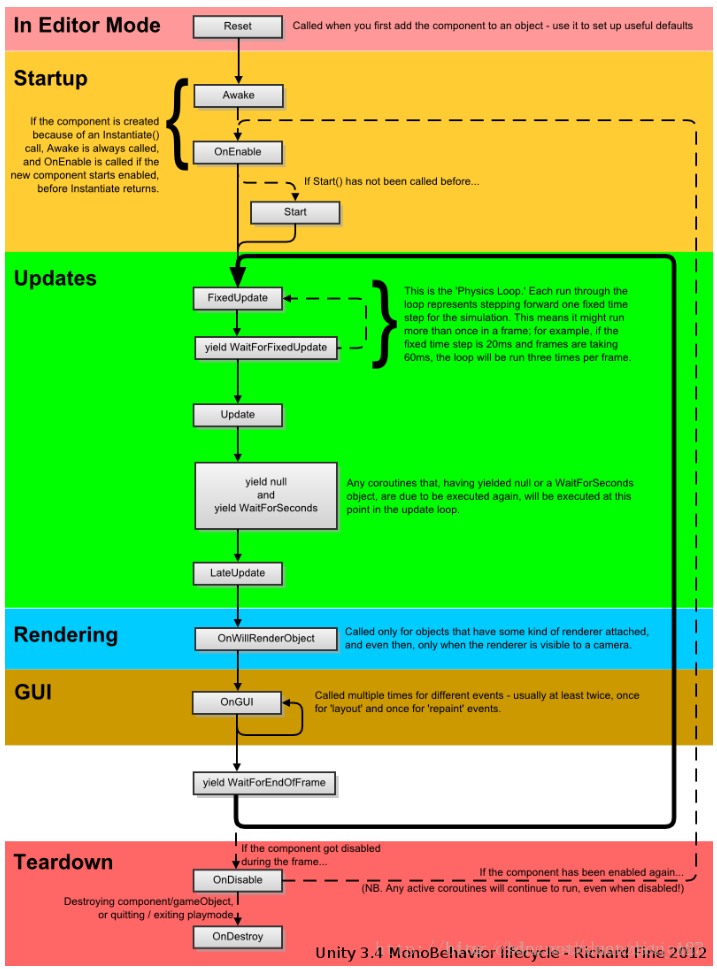 In Editor Mode
Reset
Called when you first add the component to an object - use it to set up useful defaults
Startup
Awake
If the component is created
because of an Instantiate()
call, Awake is always called,
and OnEnable is called if the
new component starts enabled,
before Instantiate returns.
OnEnable
If Start() has not been called before...
Start
Updates
FixedUpdate
This is the 'Physics Loop.' Each run through the
loop represents stepping forward one fixed time
step for the simulation. This means it might run
more than once in a frame; for example, if the
fixed time step is 20ms and frames are taking
60ms, the loop will be run three times per frame.
yield WaitForFixedUpdate
Update
yield null
and
yield WaitForSeconds
Any coroutines that, having yielded null or a WaitForSeconds
object, are due to be executed again, will be executed at this
point in the update loop.
LateUpdate
Rendering
OnWillRenderObject
Called only for objects that have some kind of renderer attached,
and even then, only when the renderer is visible to a camera.
GUI
OnGUI
Called multiple times for different events - usually at least twice, once
for 'layout' and once for 'repaint' events.
yield WaitForEndOfFrame
Teardown
If the component got disabled
during the frame...
OnDisable
If the component has been enabled again...
(NB. Any active coroutines will continue to run, even when disabled!)
Destroying component/gameObject,
or quitting / exiting playmode
OnDestroy
Unity 3.4 MonoBehavior lifecycle - Richard Fine 2012